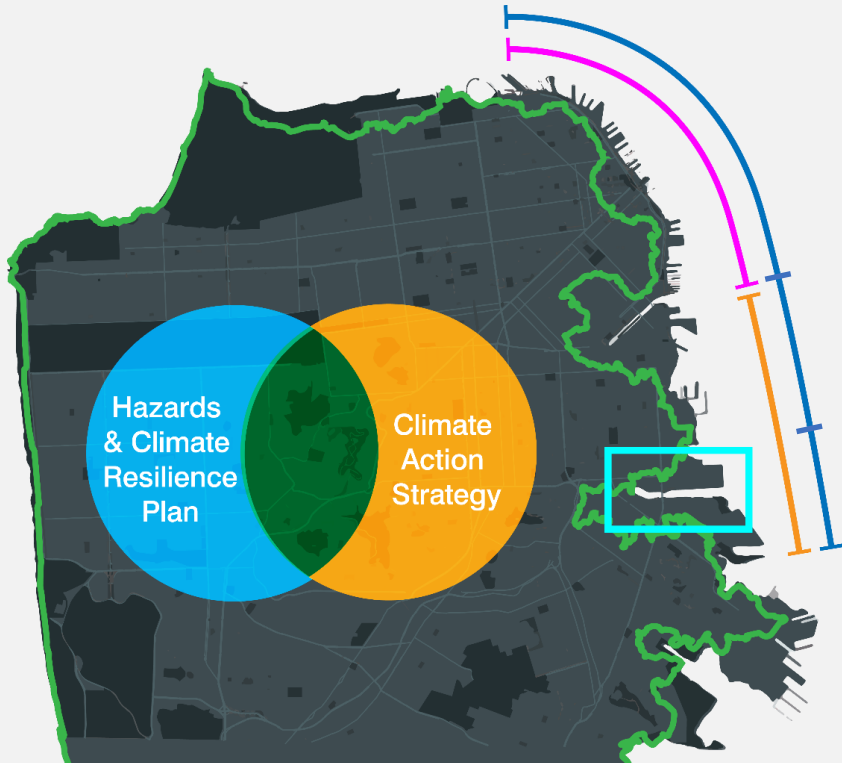 Hazards
& Climate
Resilience
Plan
Climate
Action
Strategy